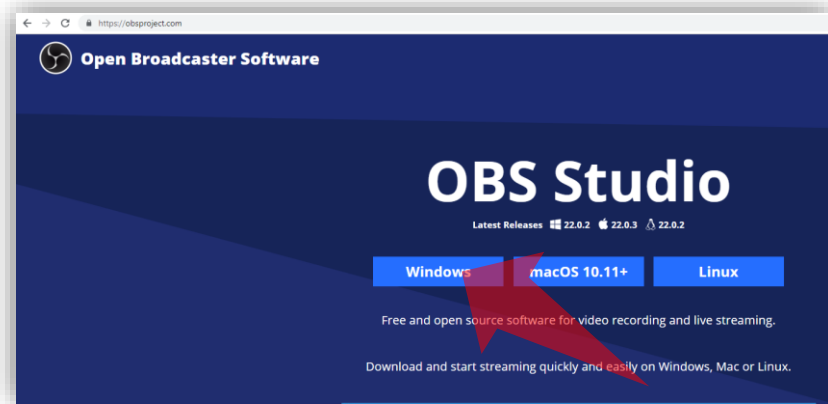 https://obsproject.com
Open Broadcaster Software
OBS Studio
Latest Releases 22.0.2 22.0.3 22.0.2
Windows macOS 10.11+ Linux
Free and open source software for video recording and live streaming.
Download and start streaming quickly and easily on Windows, Mac or Linux.